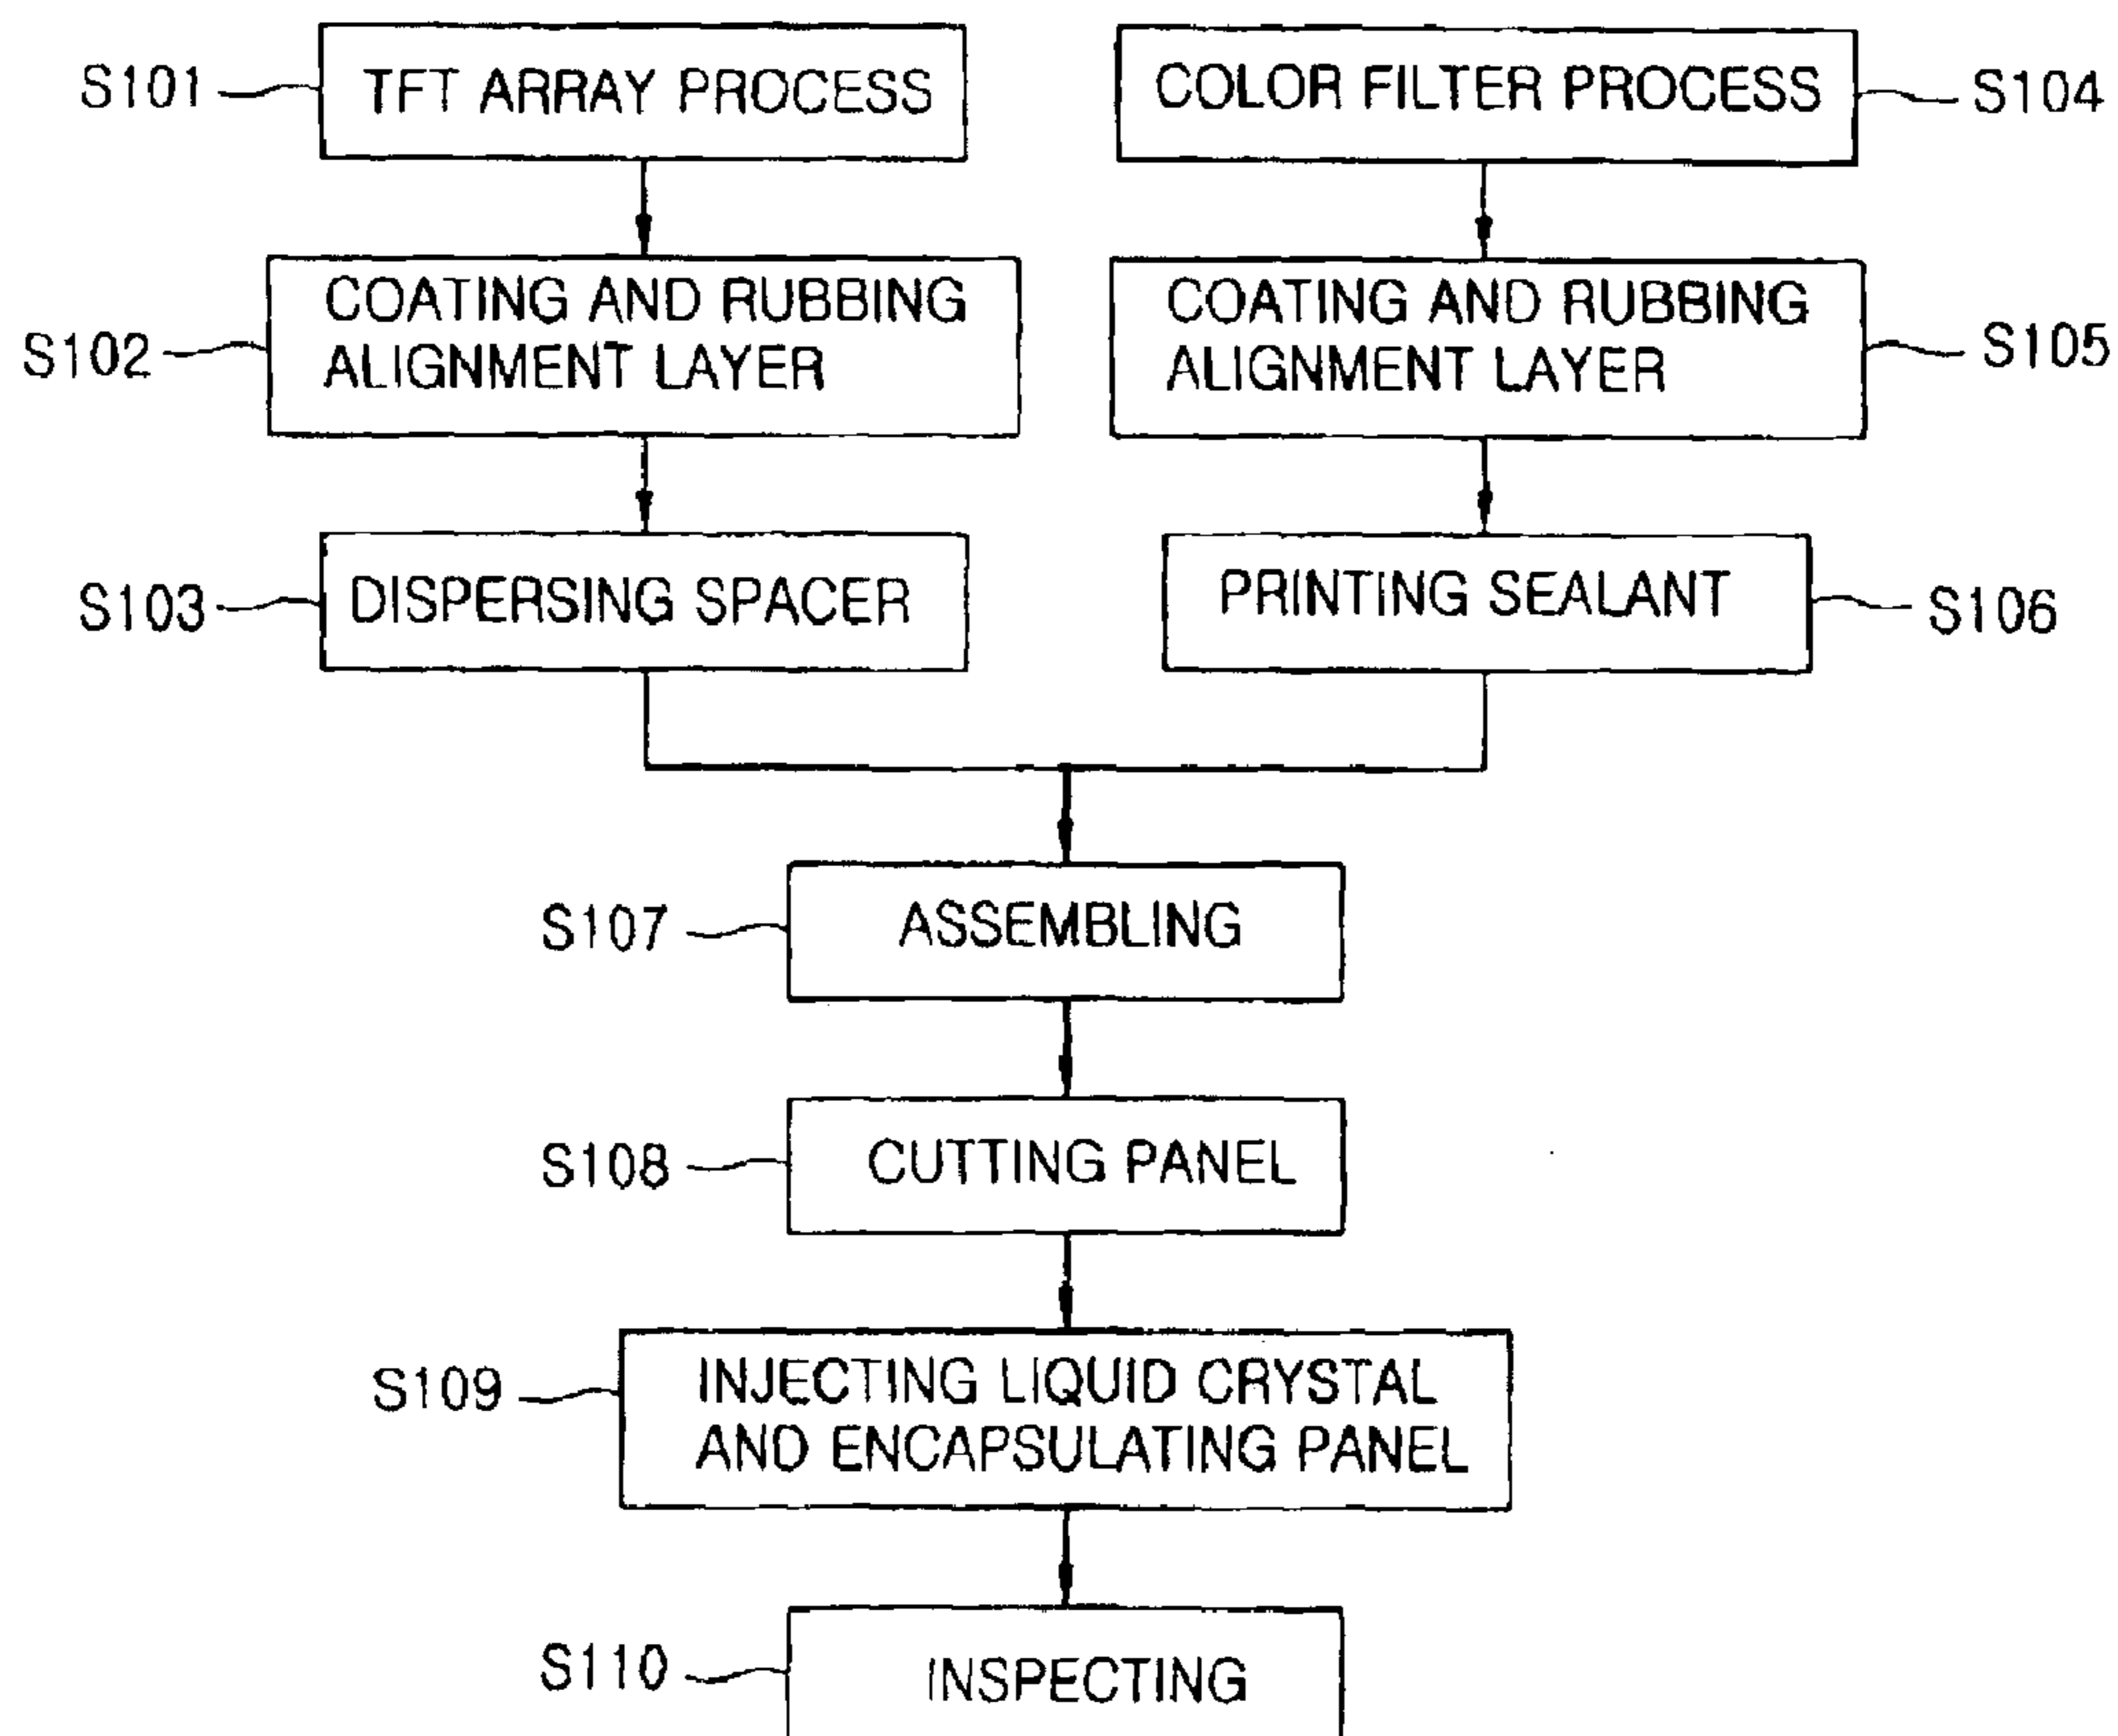 S101
TFT ARRAY PROCESS
COLOR FILTER PROCESS
S104
S102
COATING AND RUBBING
ALIGNMENT LAYER
COATING AND RUBBING
ALIGNMENT LAYER
S105
S103
DISPERSING SPACER
PRINTING SEALANT
S106
S107
ASSEMBLING
S108
CUTTING PANEL
S109
INJECTING LIQUID CRYSTAL
AND ENCAPSULATING PANEL
S110
INSPECTING